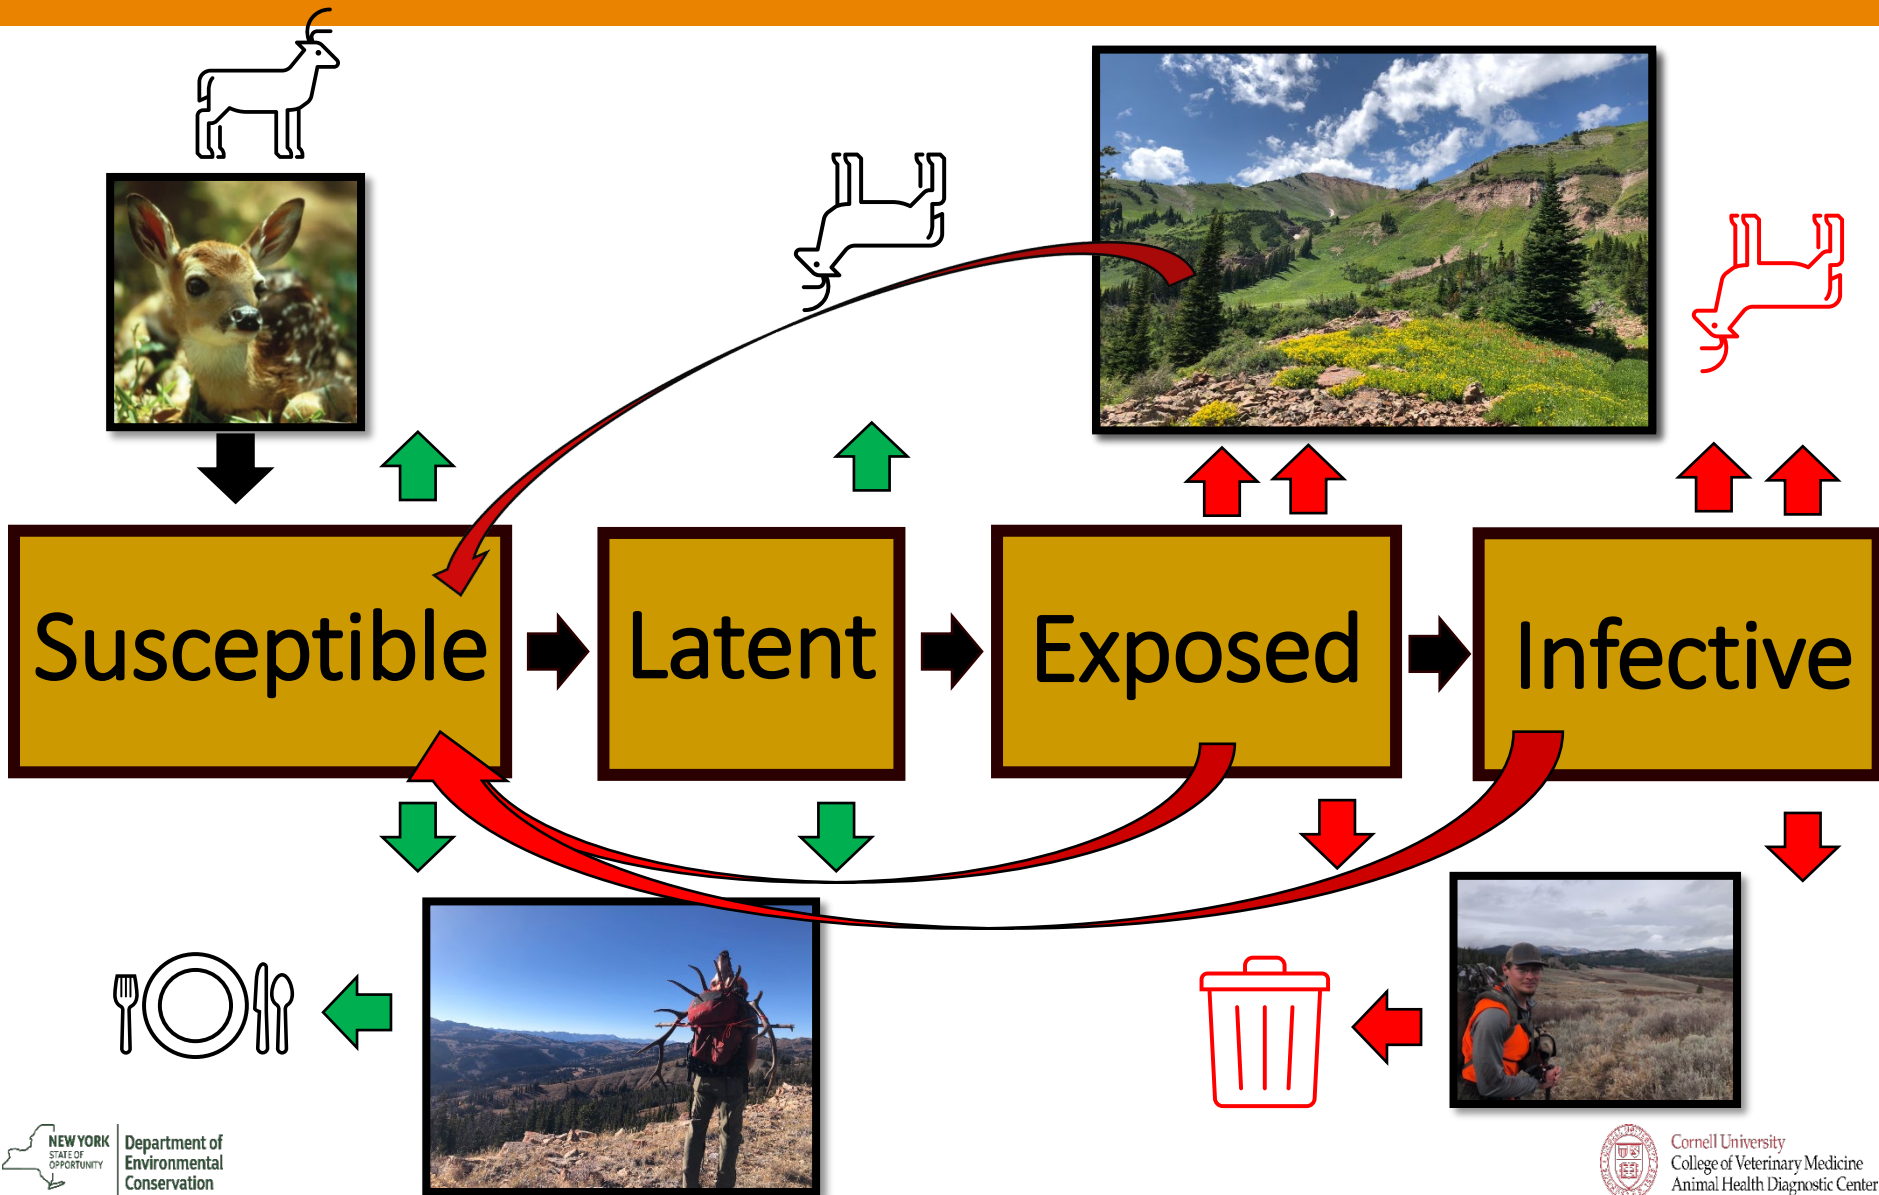 Susceptible
Latent
Exposed
Infective
NEW YORK
STATE OF
OPPORTUNITY
Department of
Environmental
Conservation
Cornell University
College of Veterinary Medicine
Animal Health Diagnostic Center